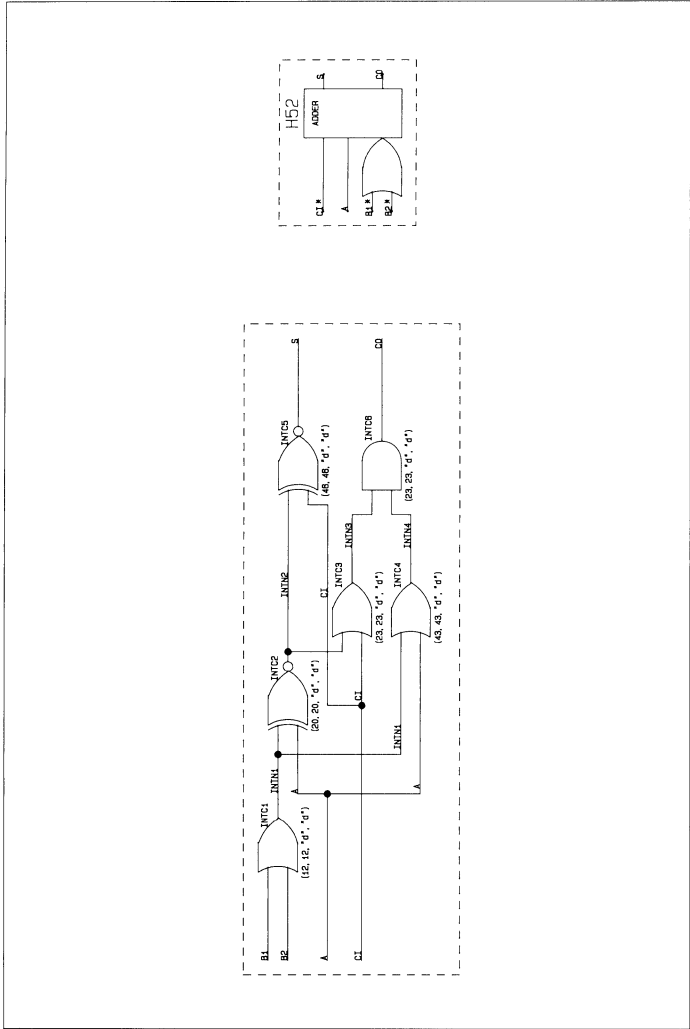 H52
ADDER
CI*
A
B1*
B2*
S
CO
B1
B2
A
CI
INTC1
(12, 12, "d", "d")
INTN1
A
INTC2
(20, 20, "d", "d")
INTN2
INTN1
CI
CI
A
INTC3
(23, 23, "d", "d")
INTN3
INTC4
(43, 43, "d", "d")
INTN4
INTC5
(48, 48, "d", "d")
S
INTC6
(23, 23, "d", "d")
CO